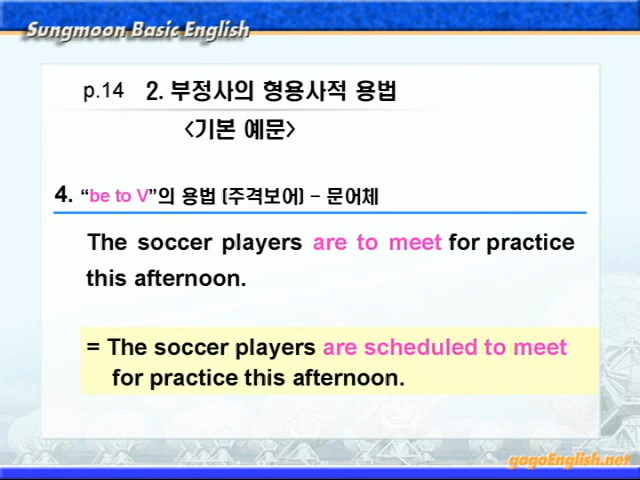 Sungmoon Basic English
p.14 2. 부정사의 형용사적 용법
<기본 예문>
4. “be to V”의 용법 (주격보어) - 문어체
The soccer players are to meet for practice
this afternoon.
= The soccer players are scheduled to meet
for practice this afternoon.
gogoEnglish.net